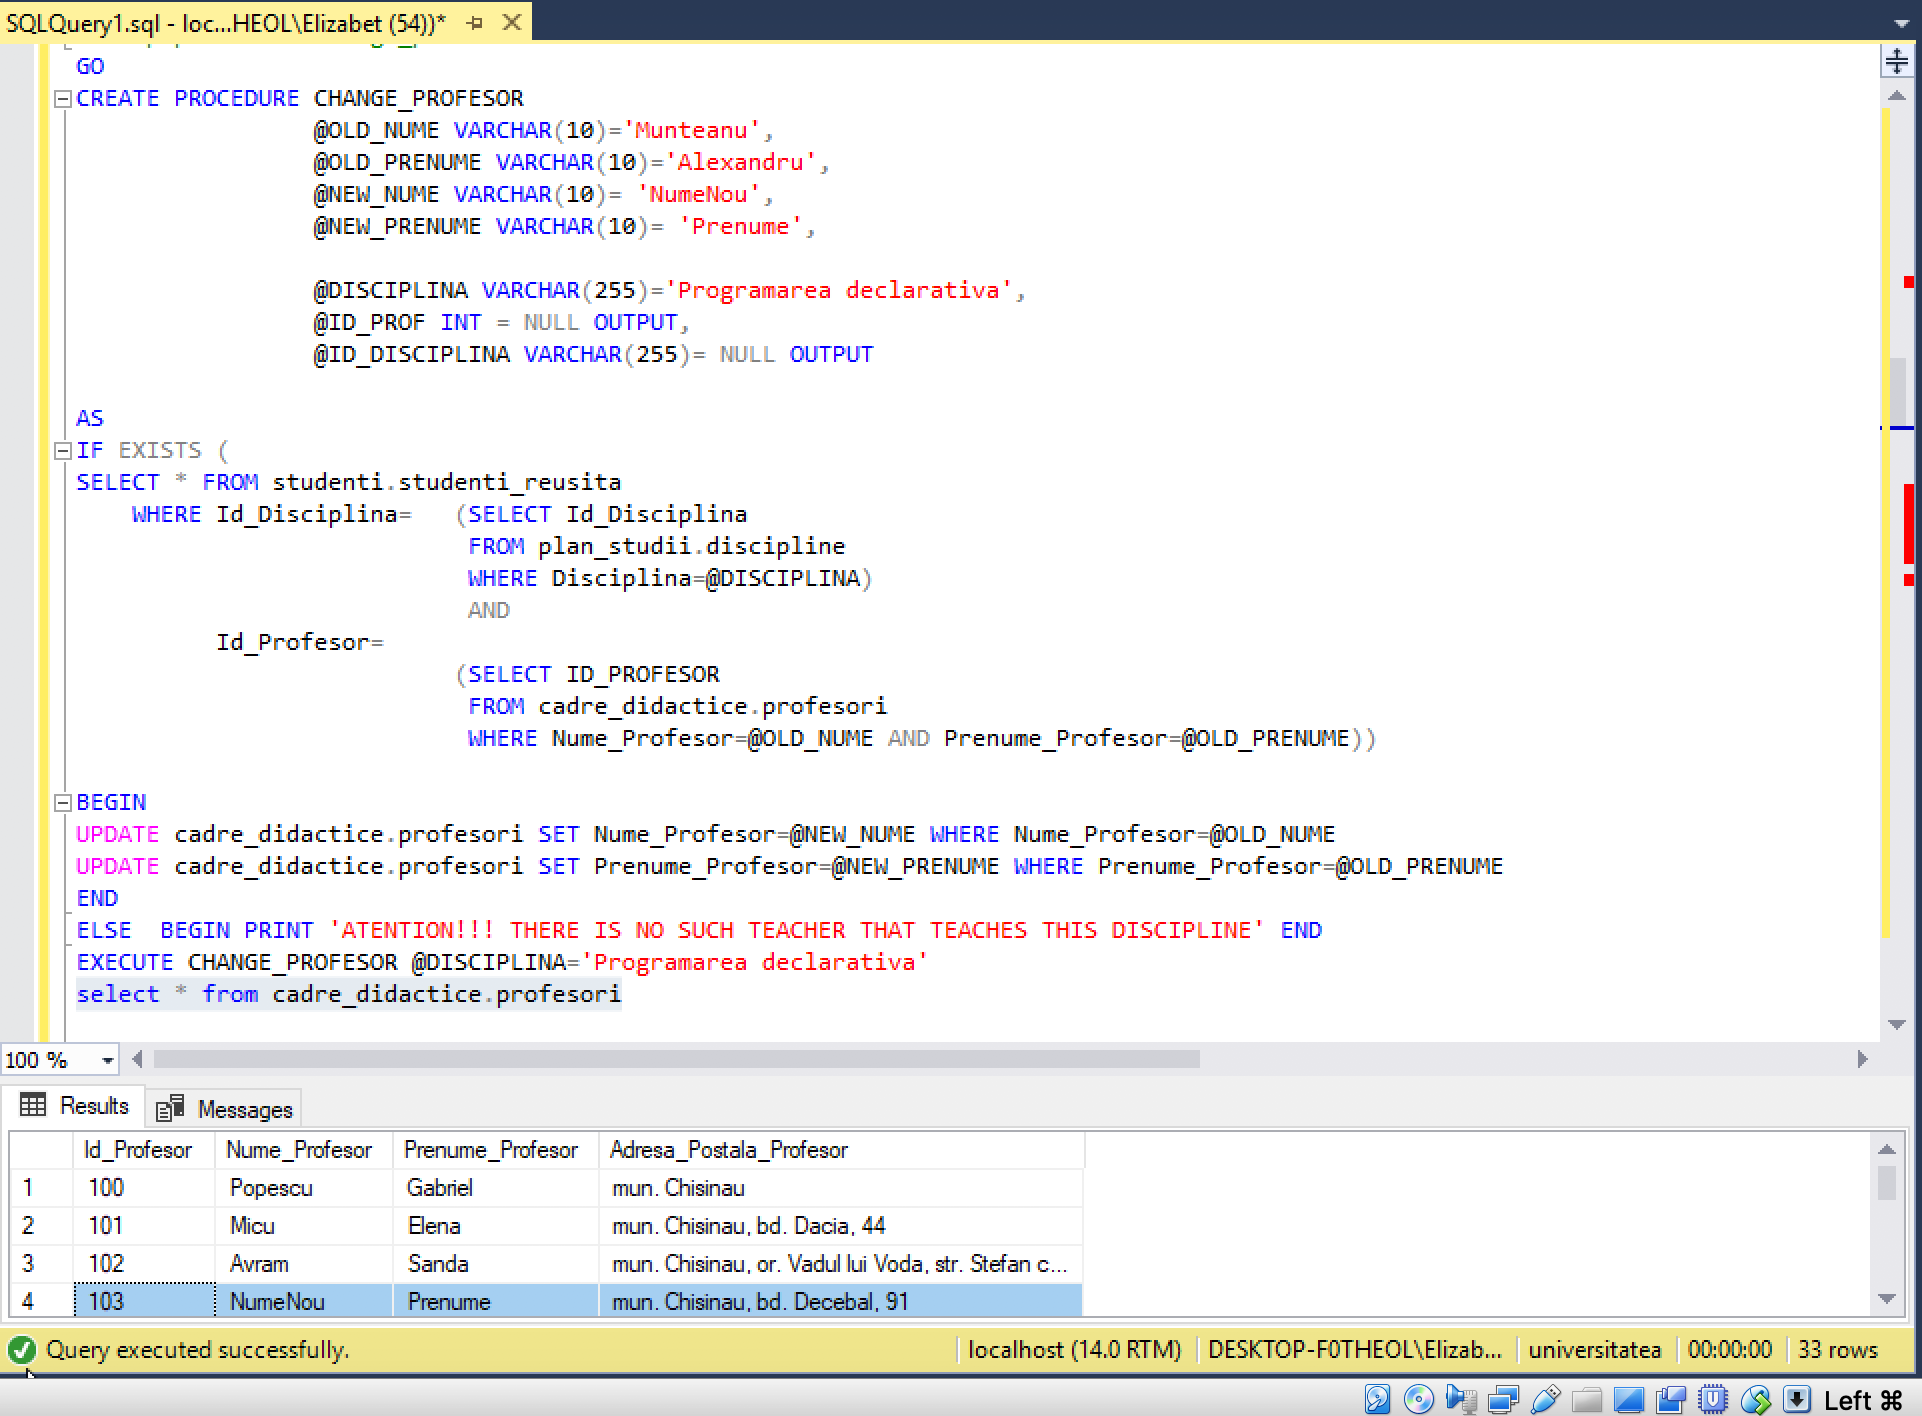 SQLQuery1.sql - loc...HEOL\Elizabet (54))*
GO
CREATE PROCEDURE CHANGE_PROFESOR
@OLD_NUME VARCHAR(10)='Munteanu',
@OLD_PRENUME VARCHAR(10)='Alexandru',
@NEW_NUME VARCHAR(10)= 'NumeNou',
@NEW_PRENUME VARCHAR(10)= 'Prenume',
@DISCIPLINA VARCHAR(255)='Programarea declarativa',
@ID_PROF INT = NULL OUTPUT,
@ID_DISCIPLINA VARCHAR(255)= NULL OUTPUT
AS
IF EXISTS (
SELECT * FROM studenti.studenti_reusita
WHERE Id_Disciplina= (SELECT Id_Disciplina
FROM plan_studii.discipline
WHERE Disciplina=@DISCIPLINA)
AND
Id_Profesor=
(SELECT ID_PROFESOR
FROM cadre_didactice.profesori
WHERE Nume_Profesor=@OLD_NUME AND Prenume_Profesor=@OLD_PRENUME))
BEGIN
UPDATE cadre_didactice.profesori SET Nume_Profesor=@NEW_NUME WHERE Nume_Profesor=@OLD_NUME
UPDATE cadre_didactice.profesori SET Prenume_Profesor=@NEW_PRENUME WHERE Prenume_Profesor=@OLD_PRENUME
END
ELSE BEGIN PRINT 'ATENTION!!! THERE IS NO SUCH TEACHER THAT TEACHES THIS DISCIPLINE' END
EXECUTE CHANGE_PROFESOR @DISCIPLINA='Programarea declarativa'
select * from cadre_didactice.profesori
100 %
Results Messages
Id_Profesor Nume_Profesor Prenume_Profesor Adresa_Postala_Profesor
1 100 Popescu Gabriel mun. Chisinau
2 101 Micu Elena mun. Chisinau, bd. Dacia, 44
3 102 Avram Sanda mun. Chisinau, or. Vadul lui Voda, str. Stefan c...
4 103 NumeNou Prenume mun. Chisinau, bd. Decebal, 91
Query executed successfully. localhost (14.0 RTM) DESKTOP-F0THEOL\Elizab... universitatea 00:00:00 33 rows
Left ⌘